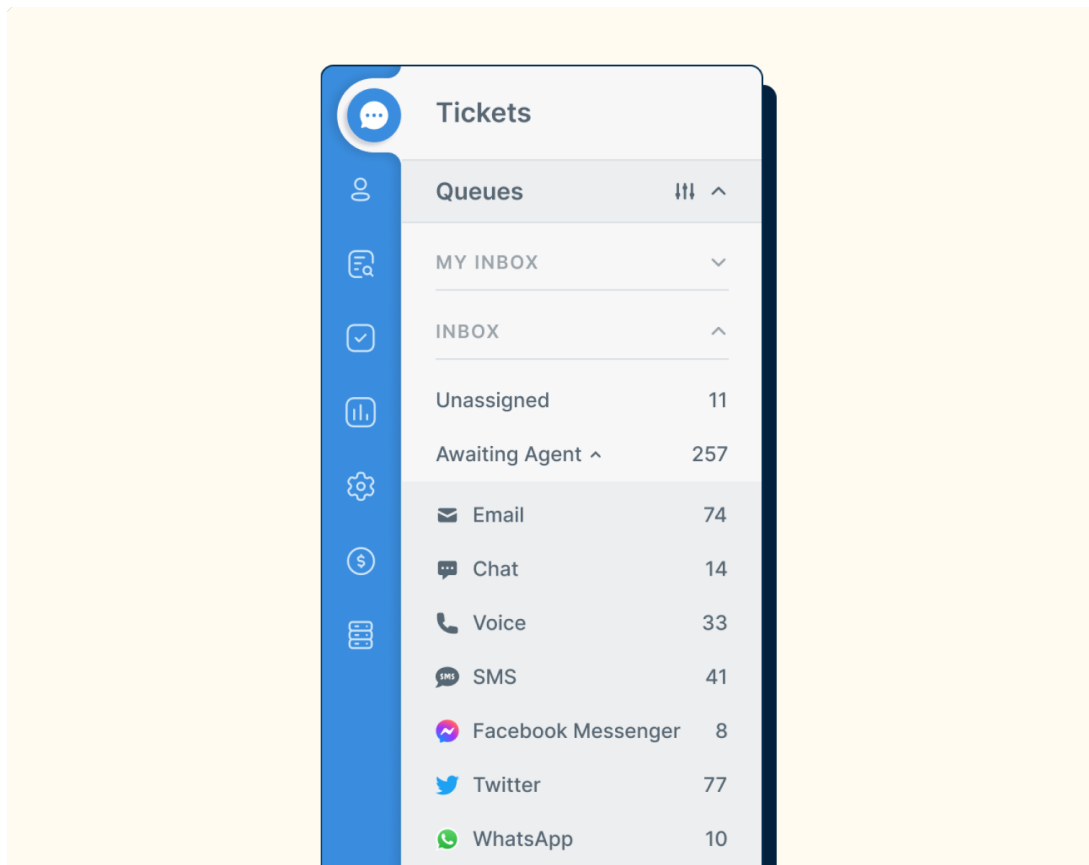 Tickets
Queues
MY INBOX
INBOX
Unassigned 11
Awaiting Agent 257
Email 74
Chat 14
Voice 33
SMS SMS 41
Facebook Messenger 8
Twitter 77
WhatsApp 10